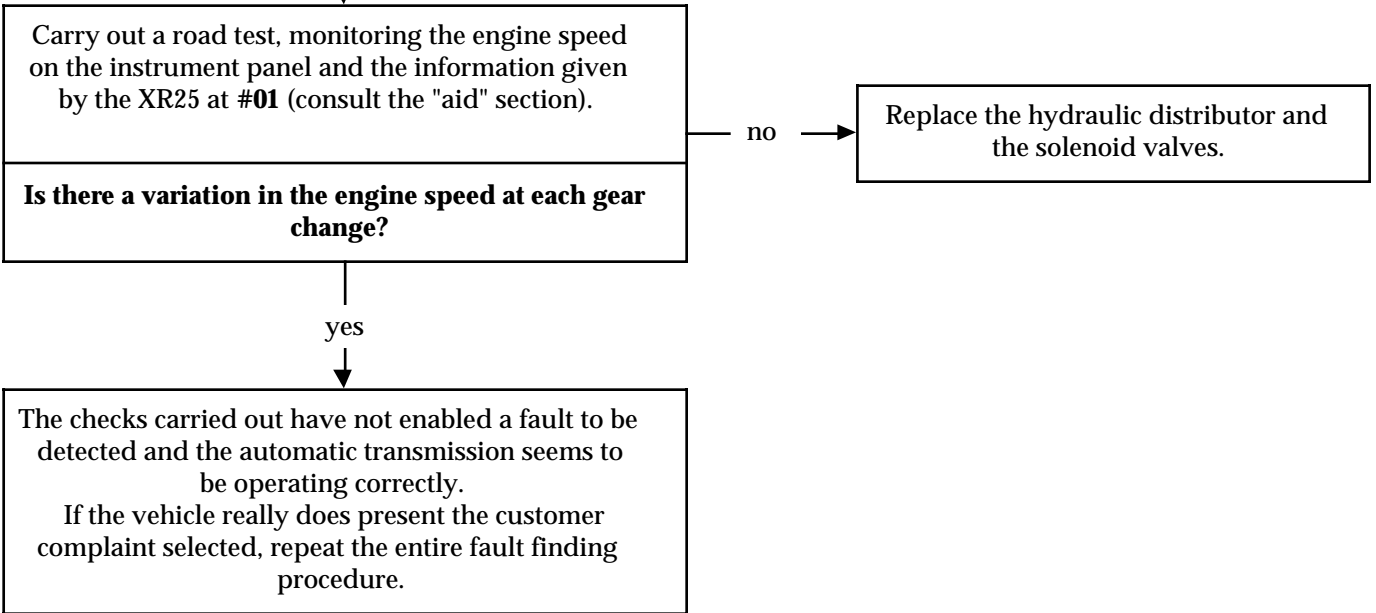 Carry out a road test, monitoring the engine speed
on the instrument panel and the information given
by the XR25 at #01 (consult the "aid" section).
Is there a variation in the engine speed at each gear
change?
no
Replace the hydraulic distributor and
the solenoid valves.
yes
The checks carried out have not enabled a fault to be
detected and the automatic transmission seems to
be operating correctly.
If the vehicle really does present the customer
complaint selected, repeat the entire fault finding
procedure.